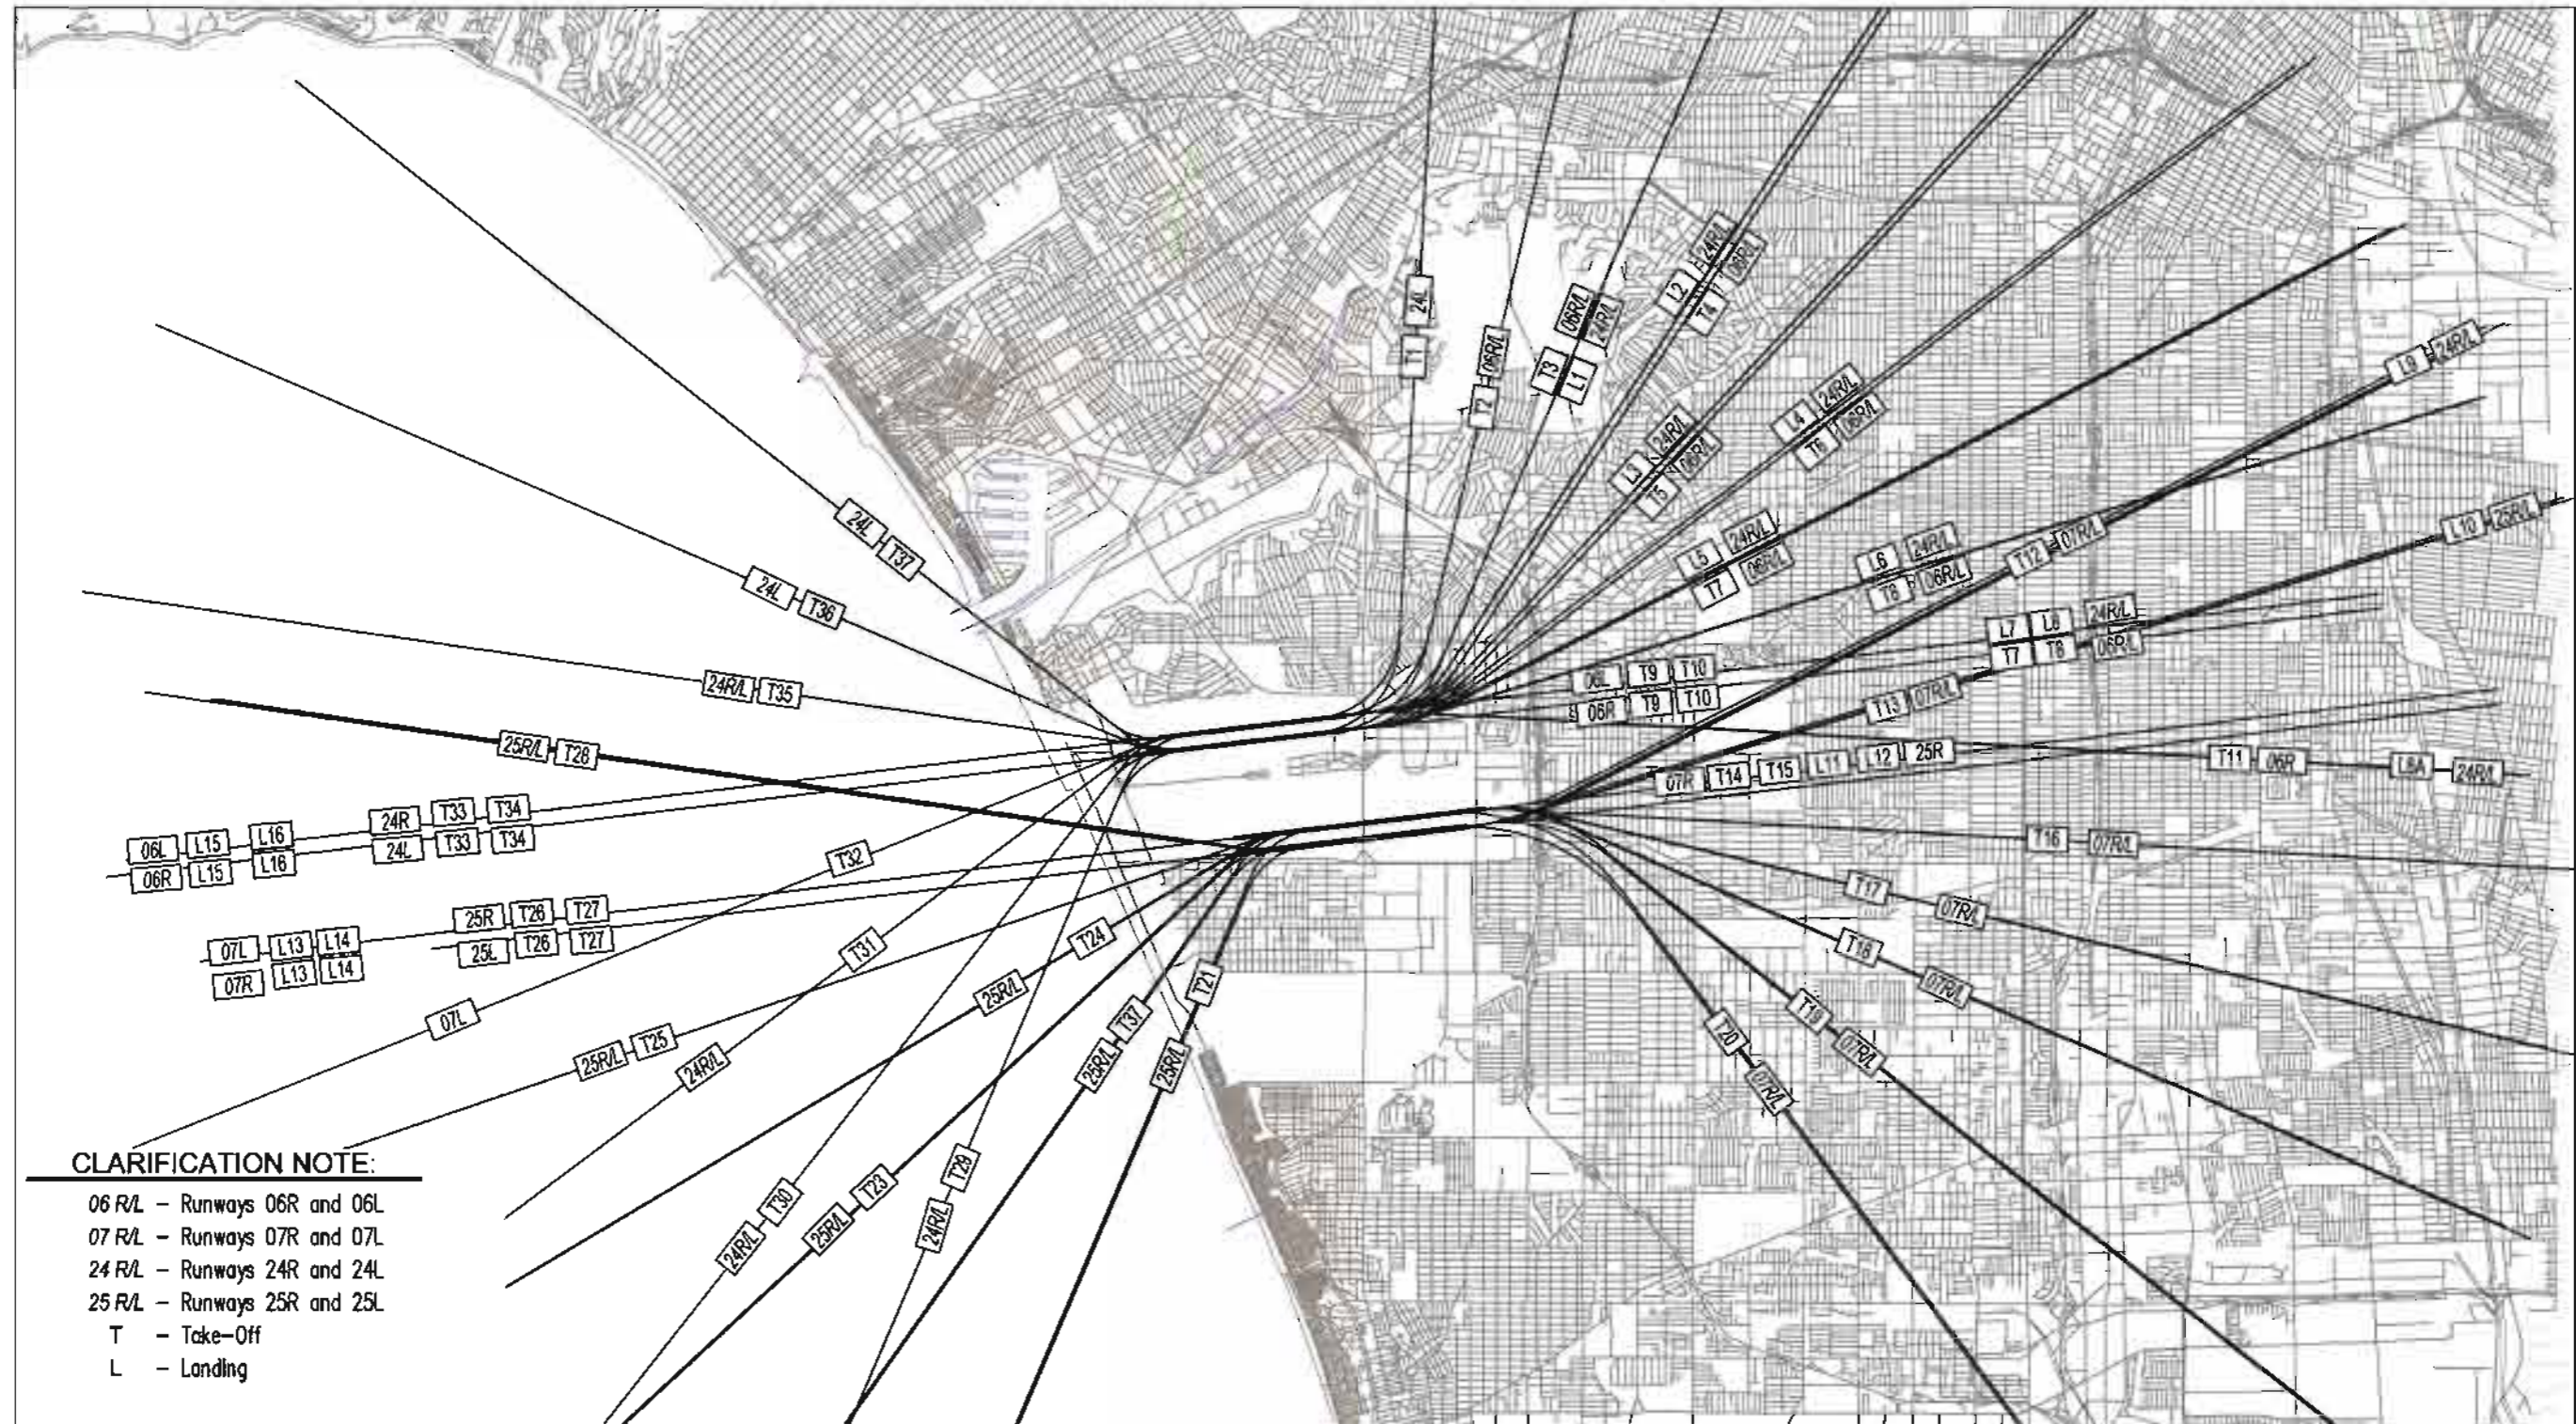 T1 24L
T2 06R/L
T3 06R/L
L1 24R/L
L2 24R/L
T4 06R/L
L3 24R/L
T5 06R/L
L4 24R/L
T6 06R/L
L5 24R/L
T7 06R/L
L6 24R/L
T8 06R/L
T12 07R/L
L9 24R/L
L10 25R/L
L7 L8 24R/L
T7 T8 06R/L
06L T9 T10
06R T9 T10
T13 07R/L
07R T14 T15 L11 L12 25R
T11 06R
24R/L
T16 07R/L
T17 07R/L
T18 07R/L
T19 07R/L
T20 07R/L
24L T37
24L T36
24R/L T35
25R/L T28
06L L15 L16 24R T33 T34
06R L15 L16 24L T33 T34
07L L13 L14 25R T26 T27
07R L13 L14 25L T26 T27
07L T32
25R/L T25
24R/L T31
25R/L T24
24R/L T30
25R/L T23
24R/L T29
25R/L T37
25R/L T21
CLARIFICATION NOTE:
06 R/L – Runways 06R and 06L
07 R/L – Runways 07R and 07L
24 R/L – Runways 24R and 24L
25 R/L – Runways 25R and 25L
T – Take-Off
L – Landing